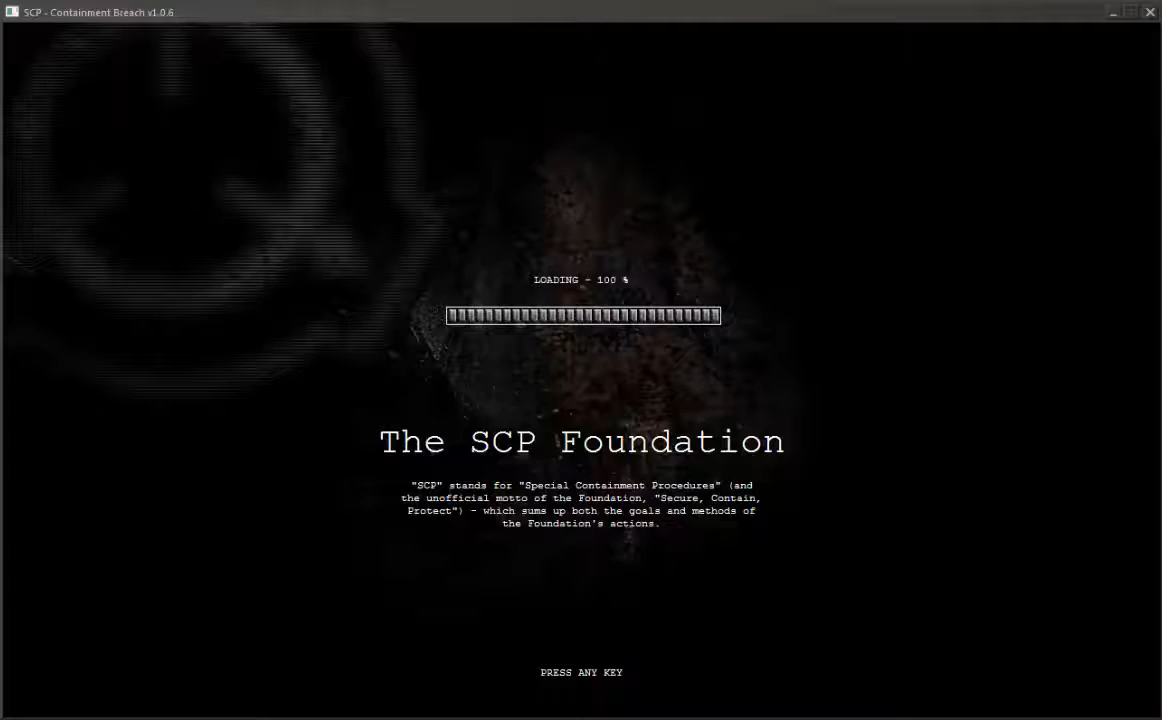 SCP - Containment Breach v1.0.6
LOADING - 100 %
The SCP Foundation
"SCP" stands for "Special Containment Procedures" (and
the unofficial motto of the Foundation, "Secure, Contain,
Protect") - which sums up both the goals and methods of
the Foundation's actions.
PRESS ANY KEY